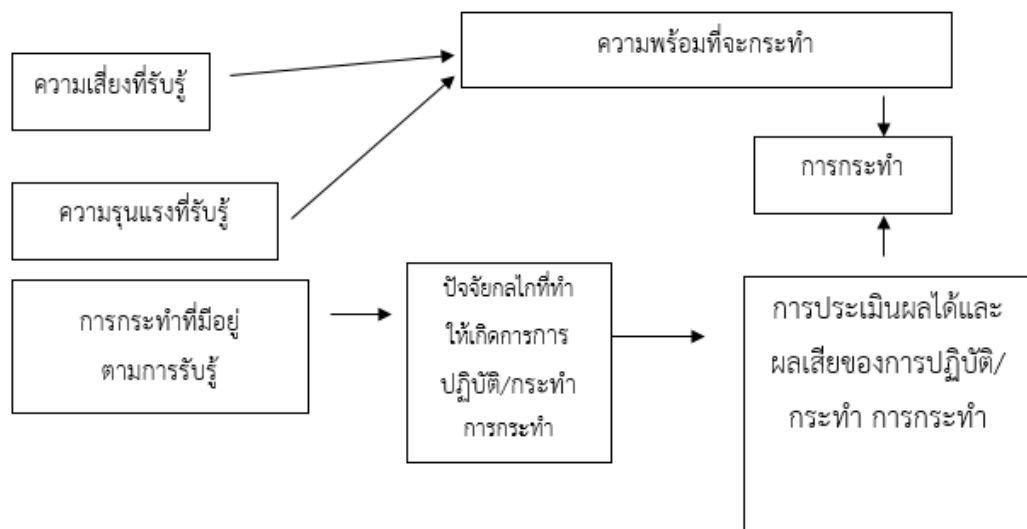 ความพร้อมที่จะกระทำ
ความเสี่ยงที่รับรู้
การกระทำ
ความรุนแรงที่รับรู้
การกระทำที่มีอยู่
ตามการรับรู้
ปัจจัยกลไกที่ทำ
ให้เกิดการการ
ปฏิบัติ/กระทำ
การกระทำ
การประเมินผลได้และ
ผลเสียของการปฏิบัติ/
กระทำ การกระทำ